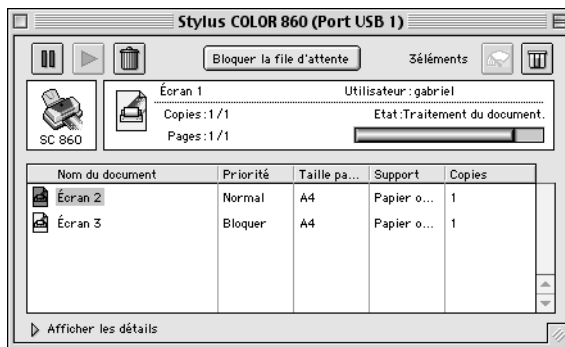 Stylus COLOR 860 (Port USB 1)
Bloquer la file d'attente 3éléments
Écran 1 Utilisateur : gabriel
Copies : 1/1 Etat :Traitement du document.
SC 860 Pages : 1/1
Nom du document Priorité Taille pa... Support Copies
Écran 2 Normal A4 Papier o... 1
Écran 3 Bloquer A4 Papier o... 1
Afficher les détails